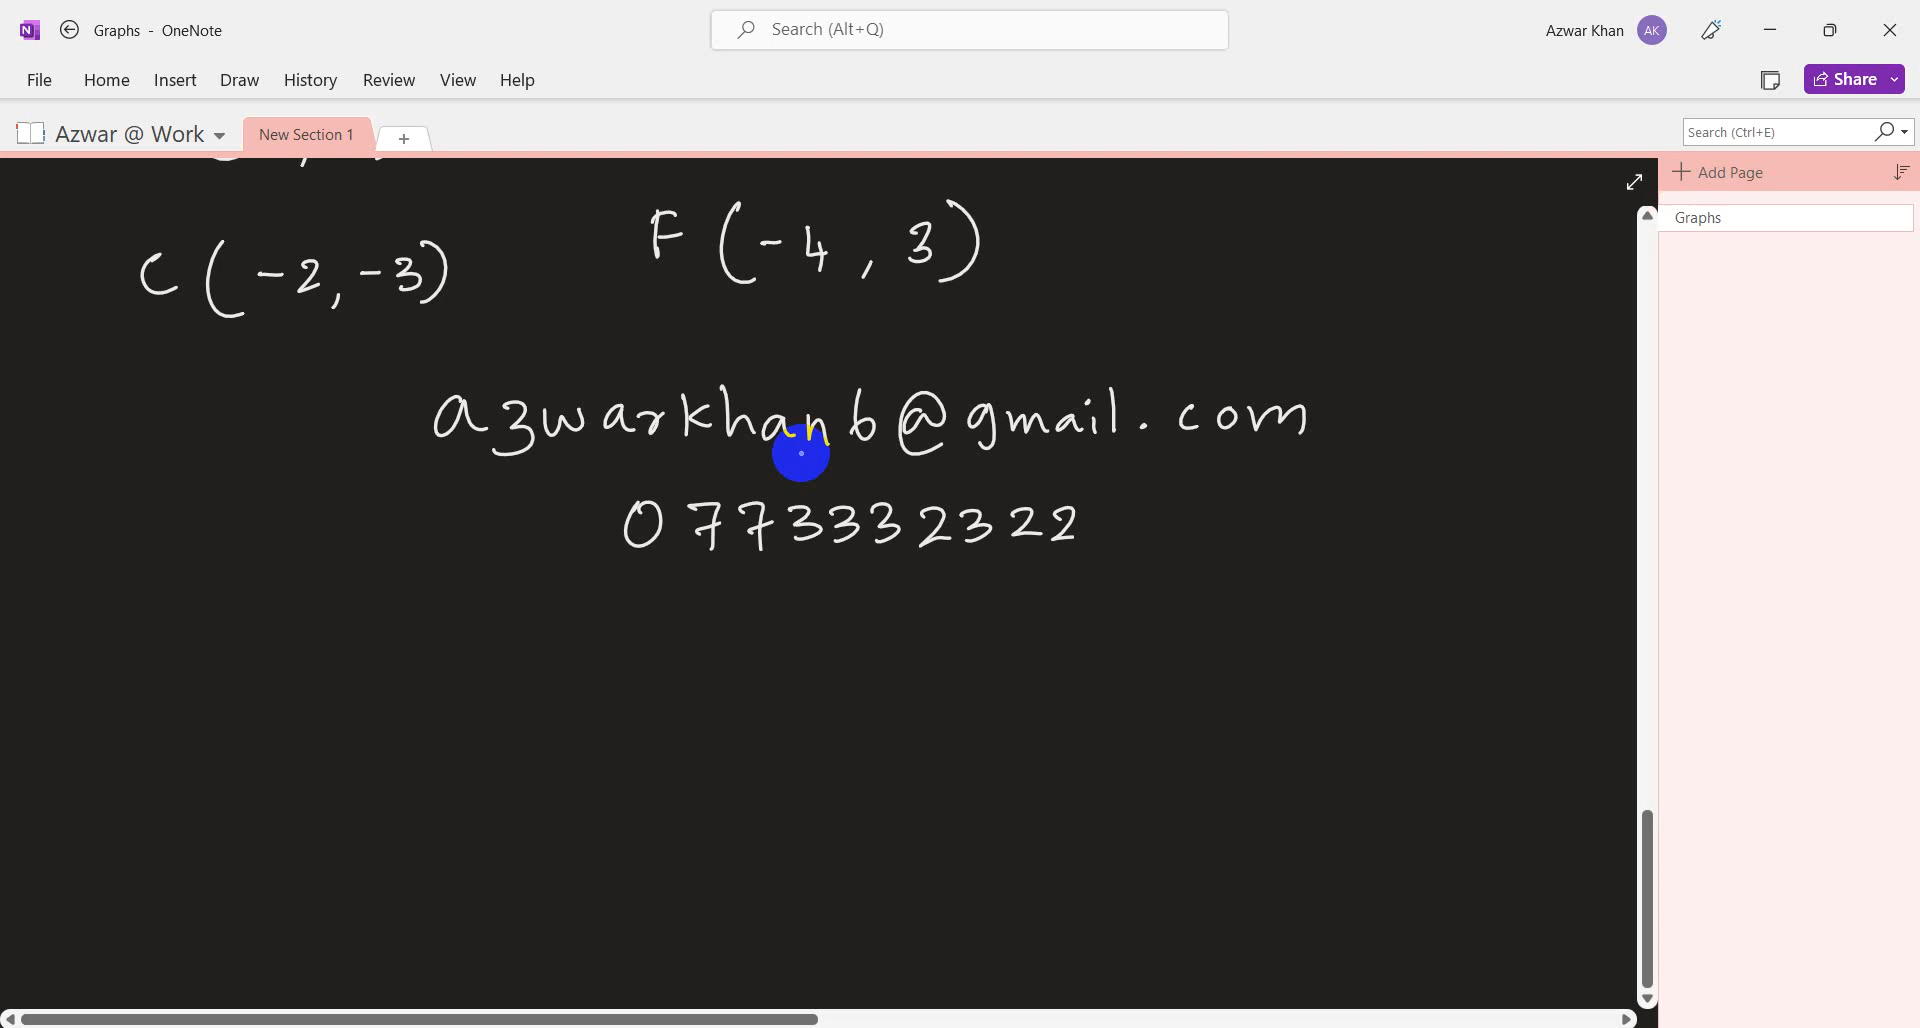 Graphs - OneNote
Search (Alt+Q)
Azwar Khan AK
File Home Insert Draw History Review View Help
Share
Azwar @ Work New Section 1 +
Search (Ctrl+E)
Add Page
Graphs
F (-4, 3)
C (-2, -3)
azwarkhanb@gmail.com
0773332322